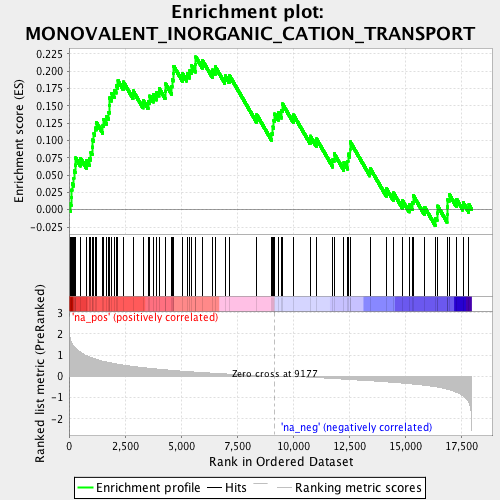 Enrichment plot:
MONOVALENT_INORGANIC_CATION_TRANSPORT
Enrichment score (ES)
0.225
0.200
0.175
0.150
0.125
0.100
0.075
0.050
0.025
0.000
-0.025
'na_pos' (positively correlated)
Ranked list metric (PreRanked)
3
2
1
0
-1
-2
Zero cross at 9177
'na_neg' (negatively correlated)
0 2,500 5,000 7,500 10,000 12,500 15,000 17,500
Rank in Ordered Dataset
Enrichment profile Hits Ranking metric scores